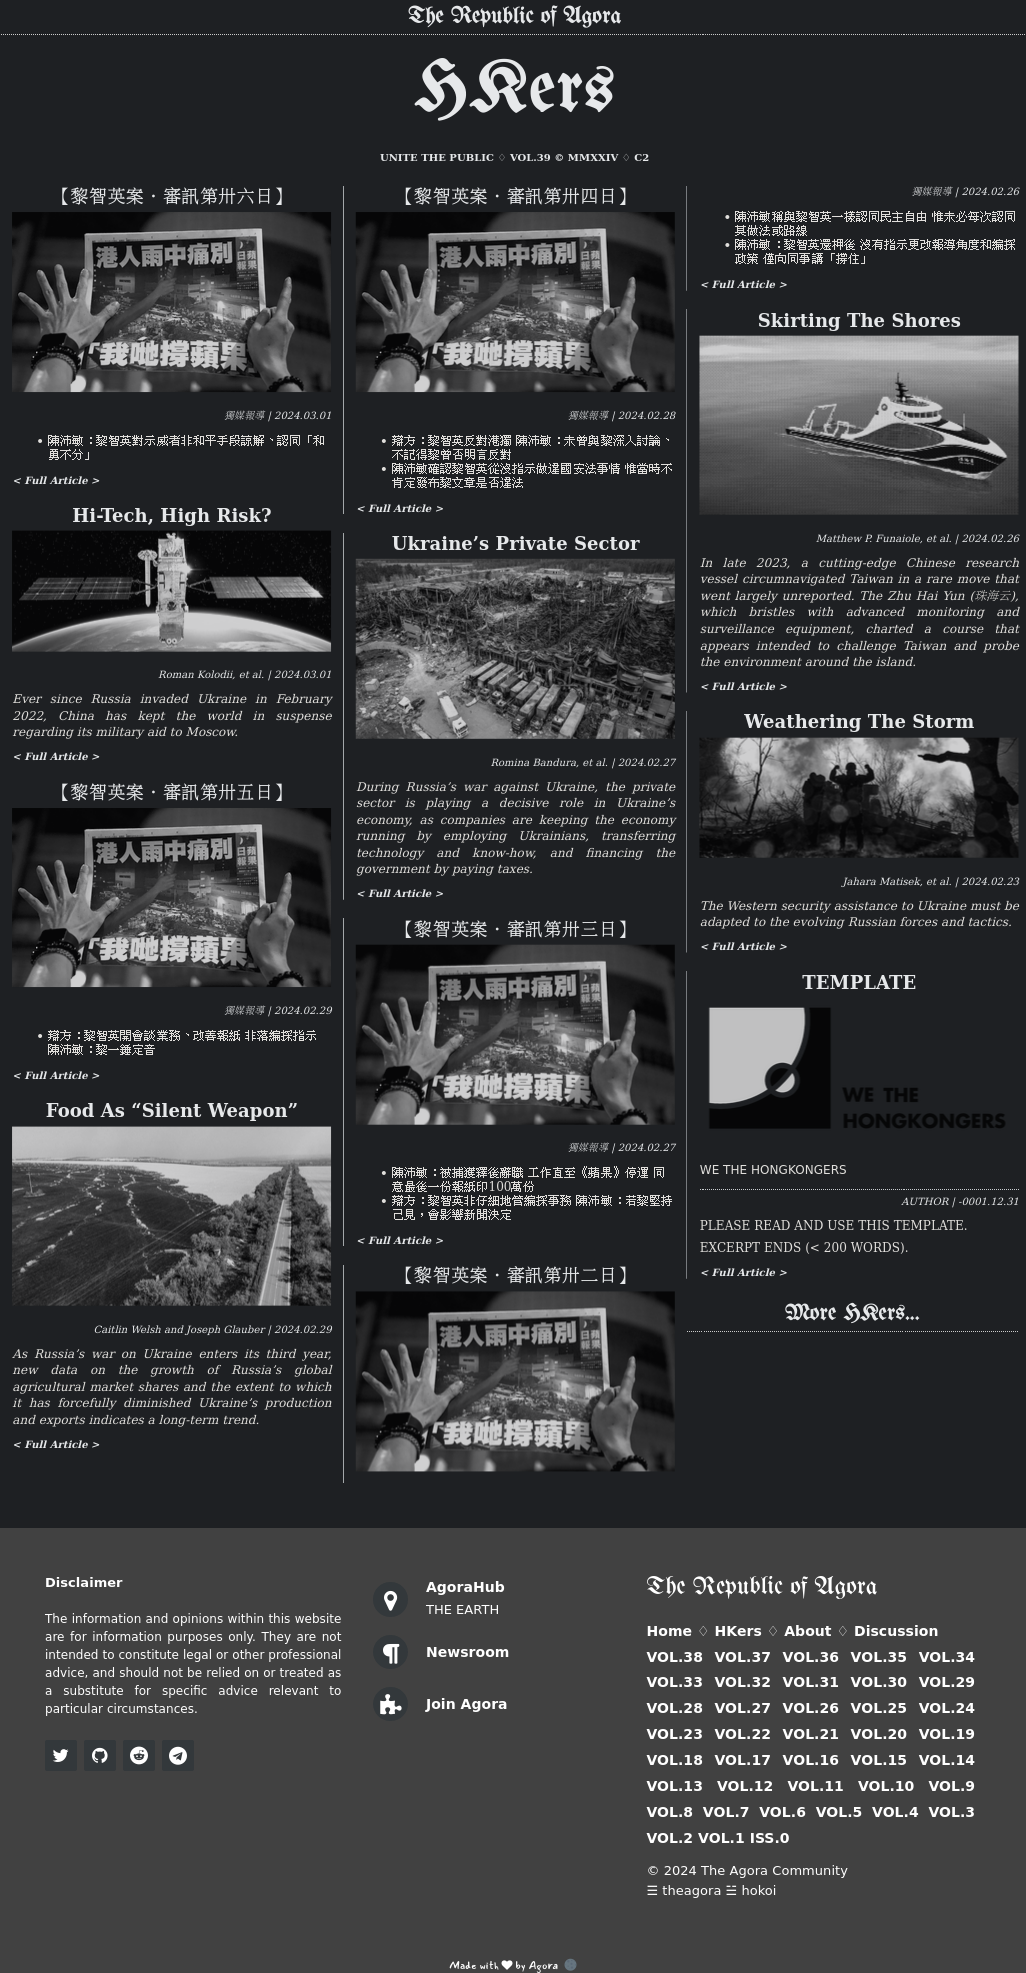 The Republic of Agora
HKers
UNITE THE PUBLIC ♢ VOL.39 © MMXXIV ♢ C2
【黎智英案・審訊第卅六日】
港人雨中痛別
蘋果日報
「我哋撐蘋果
獨媒報導 | 2024.03.01
• 陳沛敏：黎智英對示威者非和平手段諒解、認同「和
勇不分」
< Full Article >
Hi-Tech, High Risk?
Roman Kolodii, et al. | 2024.03.01
Ever since Russia invaded Ukraine in February
2022, China has kept the world in suspense
regarding its military aid to Moscow.
< Full Article >
【黎智英案・審訊第卅五日】
港人雨中痛別
蘋果日報
「我哋撐蘋果
獨媒報導 | 2024.02.29
• 辯方：黎智英開會談業務、改善報紙 非落編採指示
陳沛敏：黎一錘定音
< Full Article >
Food As “Silent Weapon”
Caitlin Welsh and Joseph Glauber | 2024.02.29
As Russia’s war on Ukraine enters its third year,
new data on the growth of Russia’s global
agricultural market shares and the extent to which
it has forcefully diminished Ukraine’s production
and exports indicates a long-term trend.
< Full Article >
【黎智英案・審訊第卅四日】
港人雨中痛別
蘋果日報
「我哋撐蘋果
獨媒報導 | 2024.02.28
• 辯方：黎智英反對港獨 陳沛敏：未曾與黎深入討論、
不記得黎曾否明言反對
• 陳沛敏確認黎智英從沒指示做違國安法事情 惟當時不
肯定發布黎文章是否違法
< Full Article >
Ukraine’s Private Sector
Romina Bandura, et al. | 2024.02.27
During Russia’s war against Ukraine, the private
sector is playing a decisive role in Ukraine’s
economy, as companies are keeping the economy
running by employing Ukrainians, transferring
technology and know-how, and financing the
government by paying taxes.
< Full Article >
【黎智英案・審訊第卅三日】
港人雨中痛別
蘋果日報
「我哋撐蘋果
獨媒報導 | 2024.02.27
• 陳沛敏：被捕獲釋後辭職 工作直至《蘋果》停運 同
意最後一份報紙印100萬份
• 辯方：黎智英非仔細地管編採事務 陳沛敏：若黎堅持
己見，會影響新聞決定
< Full Article >
【黎智英案・審訊第卅二日】
港人雨中痛別
蘋果日報
「我哋撐蘋果
獨媒報導 | 2024.02.26
• 陳沛敏稱與黎智英一樣認同民主自由 惟未必每次認同
其做法或路線
• 陳沛敏：黎智英還押後 沒有指示更改報導角度和編採
政策 僅向同事講「撐住」
< Full Article >
Skirting The Shores
Matthew P. Funaiole, et al. | 2024.02.26
In late 2023, a cutting-edge Chinese research
vessel circumnavigated Taiwan in a rare move that
went largely unreported. The Zhu Hai Yun (珠海云),
which bristles with advanced monitoring and
surveillance equipment, charted a course that
appears intended to challenge Taiwan and probe
the environment around the island.
< Full Article >
Weathering The Storm
Jahara Matisek, et al. | 2024.02.23
The Western security assistance to Ukraine must be
adapted to the evolving Russian forces and tactics.
< Full Article >
TEMPLATE
WE THE
HONGKONGERS
WE THE HONGKONGERS
AUTHOR | -0001.12.31
PLEASE READ AND USE THIS TEMPLATE.
EXCERPT ENDS (< 200 WORDS).
< Full Article >
More HKers...
Disclaimer
The information and opinions within this website
are for information purposes only. They are not
intended to constitute legal or other professional
advice, and should not be relied on or treated as
a substitute for specific advice relevant to
particular circumstances.
AgoraHub
THE EARTH
Newsroom
Join Agora
The Republic of Agora
Home ♢ HKers ♢ About ♢ Discussion
VOL.38 VOL.37 VOL.36 VOL.35 VOL.34
VOL.33 VOL.32 VOL.31 VOL.30 VOL.29
VOL.28 VOL.27 VOL.26 VOL.25 VOL.24
VOL.23 VOL.22 VOL.21 VOL.20 VOL.19
VOL.18 VOL.17 VOL.16 VOL.15 VOL.14
VOL.13 VOL.12 VOL.11 VOL.10 VOL.9
VOL.8 VOL.7 VOL.6 VOL.5 VOL.4 VOL.3
VOL.2 VOL.1 ISS.0
© 2024 The Agora Community
☰ theagora ☱ hokoi
Made with ♥ by Agora